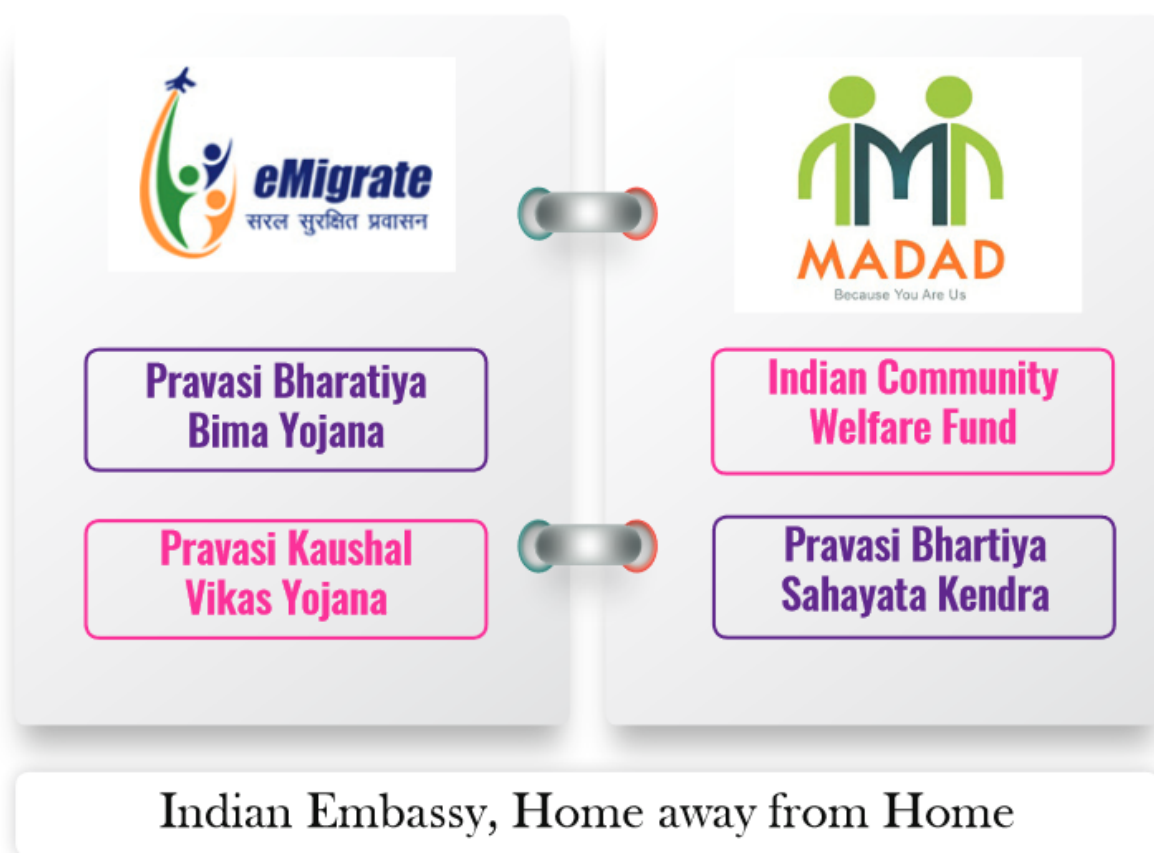 eMigrate
सरल सुरक्षित प्रवासन
Pravasi Bharatiya
Bima Yojana
Pravasi Kaushal
Vikas Yojana
MADAD
Because You Are Us
Indian Community
Welfare Fund
Pravasi Bhartiya
Sahayata Kendra
Indian Embassy, Home away from Home